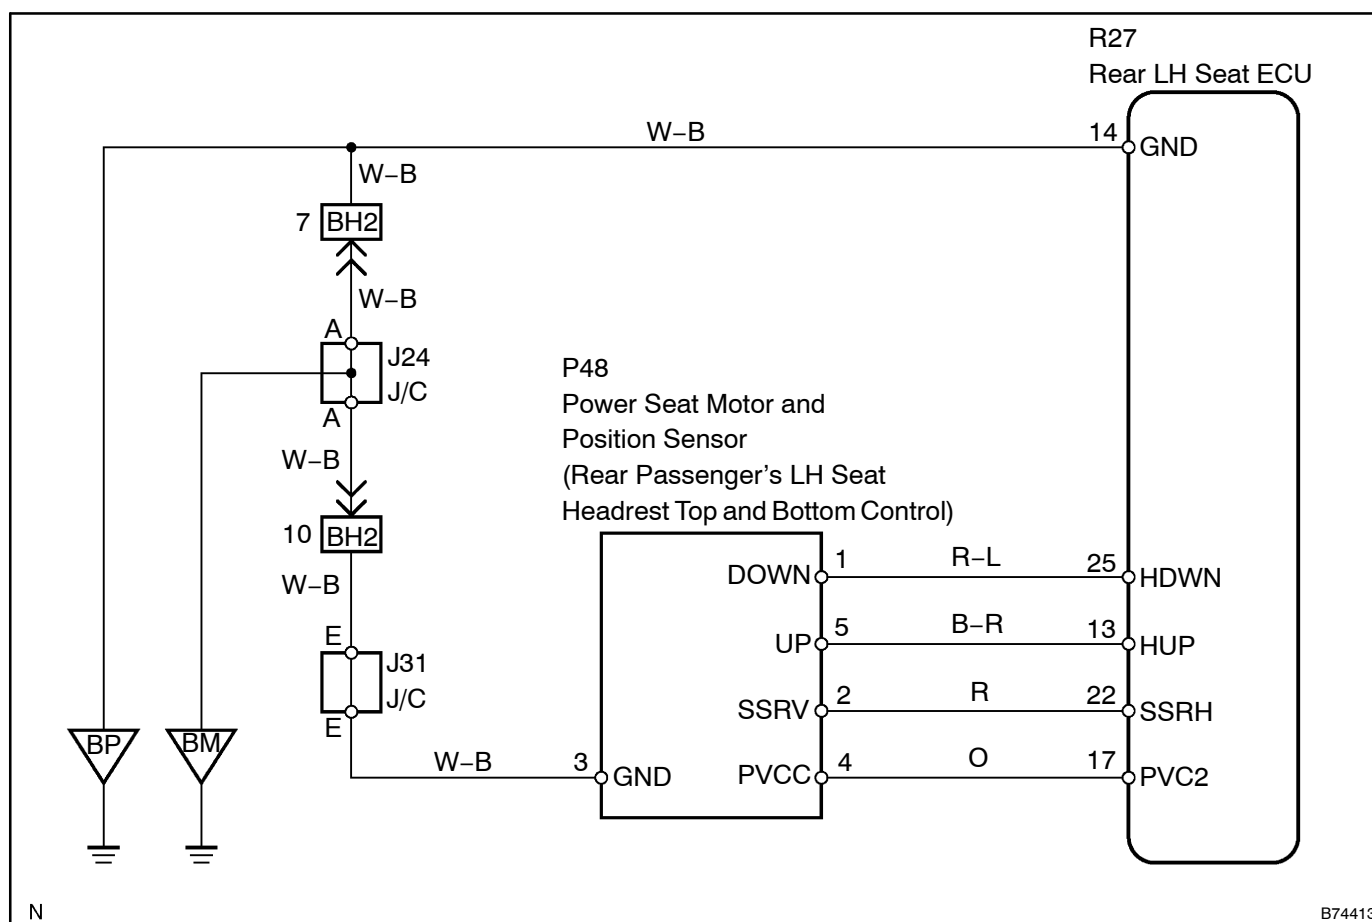 R27
Rear LH Seat ECU
W−B
14
GND
W−B
7
BH2
W−B
A
J24
J/C
A
W−B
10
BH2
W−B
E
J31
J/C
E
W−B
BP
BM
P48
Power Seat Motor and
Position Sensor
(Rear Passenger’s LH Seat
Headrest Top and Bottom Control)
3
GND
DOWN
1
R−L
25
HDWN
UP
5
B−R
13
HUP
SSRV
2
R
22
SSRH
PVCC
4
O
17
PVC2
N
B74413